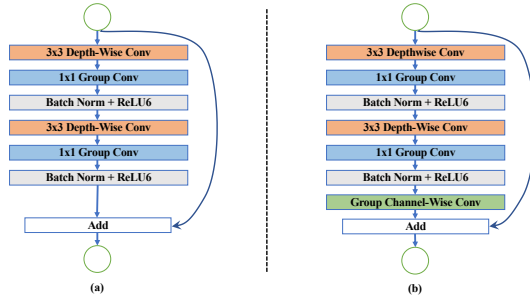 3x3 Depth-Wise Conv
1x1 Group Conv
Batch Norm + ReLU6
3x3 Depth-Wise Conv
1x1 Group Conv
Batch Norm + ReLU6
Add
(a)
3x3 Depthwise Conv
1x1 Group Conv
Batch Norm + ReLU6
3x3 Depth-Wise Conv
1x1 Group Conv
Batch Norm + ReLU6
Group Channel-Wise Conv
Add
(b)